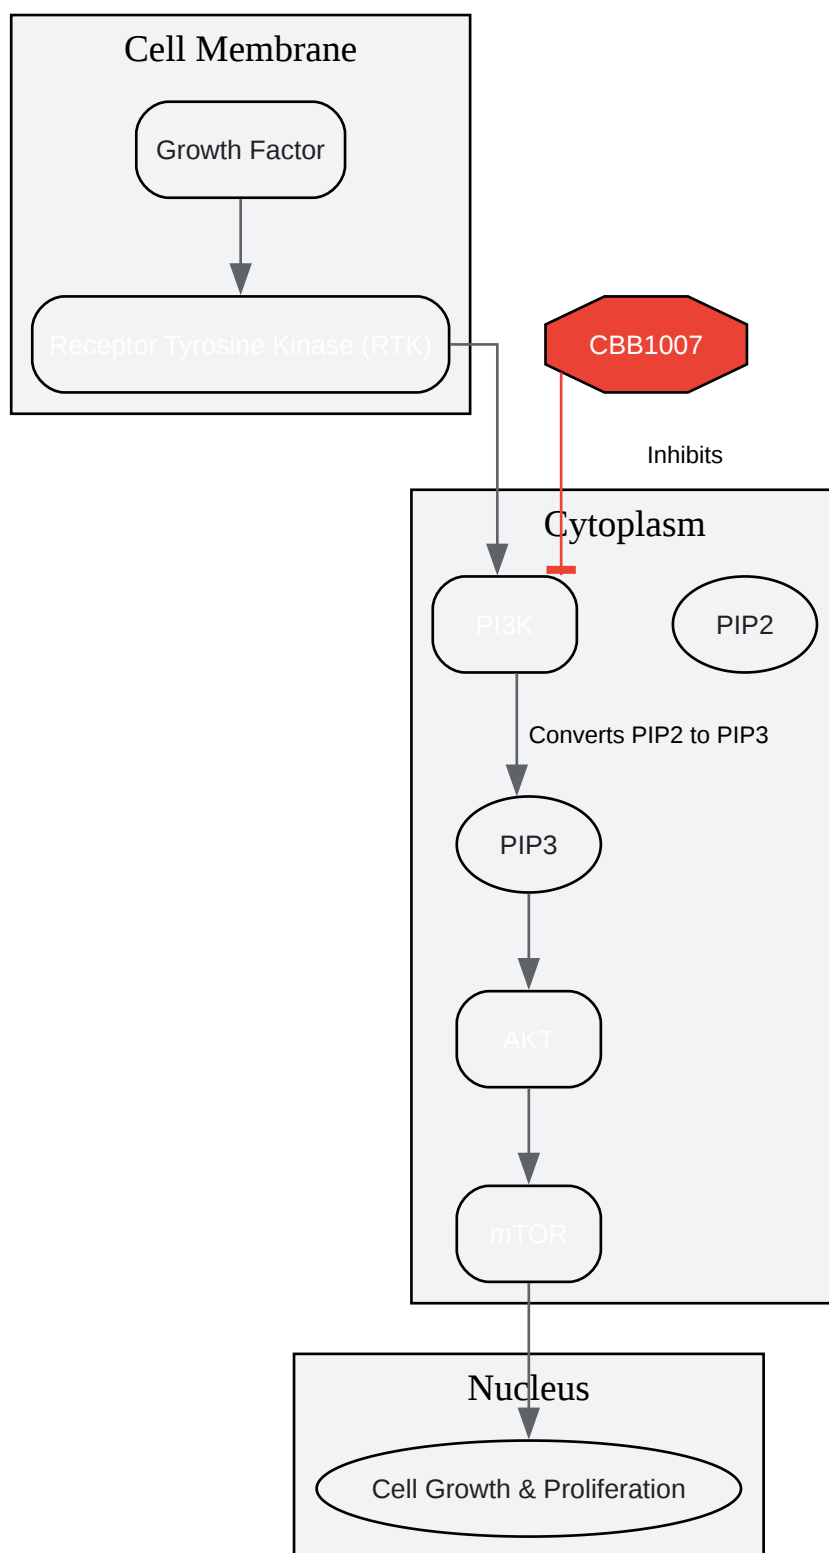 Cell Membrane
Growth Factor
Receptor Tyrosine Kinase (RTK)
CBB1007
Inhibits
Cytoplasm
PI3K
PIP2
Converts PIP2 to PIP3
PIP3
AKT
mTOR
Nucleus
Cell Growth & Proliferation